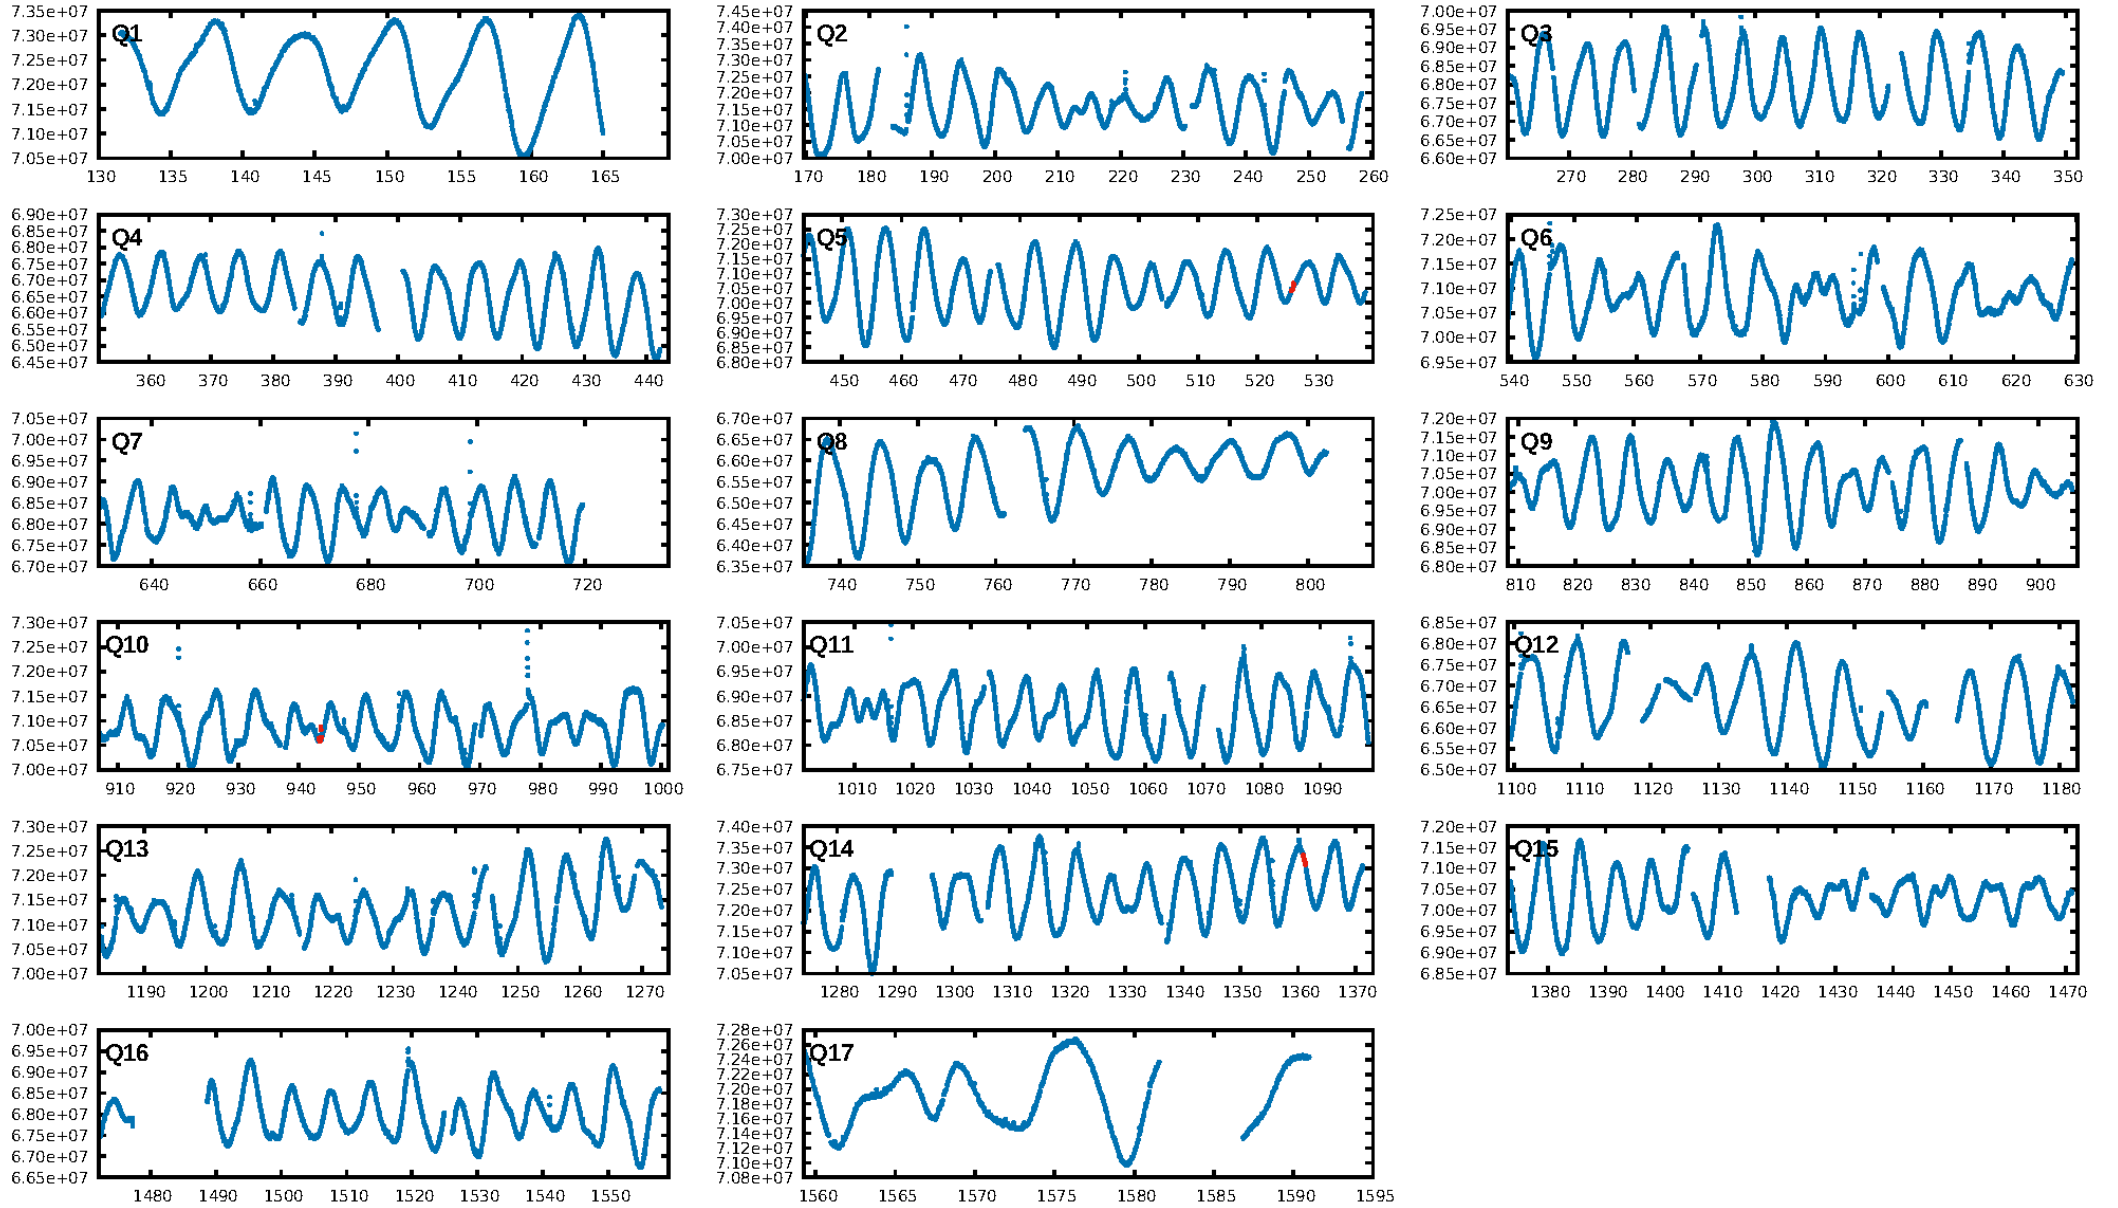 7.35e+07
7.30e+07
7.25e+07
7.20e+07
7.15e+07
7.10e+07
7.05e+07
Q1
130 135 140 145 150 155 160 165
7.45e+07
7.40e+07
7.35e+07
7.30e+07
7.25e+07
7.20e+07
7.15e+07
7.10e+07
7.05e+07
7.00e+07
Q2
170 180 190 200 210 220 230 240 250 260
7.00e+07
6.95e+07
6.90e+07
6.85e+07
6.80e+07
6.75e+07
6.70e+07
6.65e+07
6.60e+07
Q3
270 280 290 300 310 320 330 340 350
6.90e+07
6.85e+07
6.80e+07
6.75e+07
6.70e+07
6.65e+07
6.60e+07
6.55e+07
6.50e+07
6.45e+07
Q4
360 370 380 390 400 410 420 430 440
7.30e+07
7.25e+07
7.20e+07
7.15e+07
7.10e+07
7.05e+07
7.00e+07
6.95e+07
6.90e+07
6.85e+07
6.80e+07
Q5
450 460 470 480 490 500 510 520 530
7.25e+07
7.20e+07
7.15e+07
7.10e+07
7.05e+07
7.00e+07
6.95e+07
Q6
540 550 560 570 580 590 600 610 620 630
7.05e+07
7.00e+07
6.95e+07
6.90e+07
6.85e+07
6.80e+07
6.75e+07
6.70e+07
Q7
640 660 680 700 720
6.70e+07
6.65e+07
6.60e+07
6.55e+07
6.50e+07
6.45e+07
6.40e+07
6.35e+07
Q8
740 750 760 770 780 790 800
7.20e+07
7.15e+07
7.10e+07
7.05e+07
7.00e+07
6.95e+07
6.90e+07
6.85e+07
6.80e+07
Q9
810 820 830 840 850 860 870 880 890 900
7.30e+07
7.25e+07
7.20e+07
7.15e+07
7.10e+07
7.05e+07
7.00e+07
Q10
910 920 930 940 950 960 970 980 990 1000
7.05e+07
7.00e+07
6.95e+07
6.90e+07
6.85e+07
6.80e+07
6.75e+07
Q11
1010 1020 1030 1040 1050 1060 1070 1080 1090
6.85e+07
6.80e+07
6.75e+07
6.70e+07
6.65e+07
6.60e+07
6.55e+07
6.50e+07
Q12
1100 1110 1120 1130 1140 1150 1160 1170 1180
7.30e+07
7.25e+07
7.20e+07
7.15e+07
7.10e+07
7.05e+07
7.00e+07
Q13
1190 1200 1210 1220 1230 1240 1250 1260 1270
7.40e+07
7.35e+07
7.30e+07
7.25e+07
7.20e+07
7.15e+07
7.10e+07
7.05e+07
Q14
1280 1290 1300 1310 1320 1330 1340 1350 1360 1370
7.20e+07
7.15e+07
7.10e+07
7.05e+07
7.00e+07
6.95e+07
6.90e+07
6.85e+07
Q15
1380 1390 1400 1410 1420 1430 1440 1450 1460 1470
7.00e+07
6.95e+07
6.90e+07
6.85e+07
6.80e+07
6.75e+07
6.70e+07
6.65e+07
Q16
1480 1490 1500 1510 1520 1530 1540 1550
7.28e+07
7.26e+07
7.24e+07
7.22e+07
7.20e+07
7.18e+07
7.16e+07
7.14e+07
7.12e+07
7.10e+07
7.08e+07
Q17
1560 1565 1570 1575 1580 1585 1590 1595